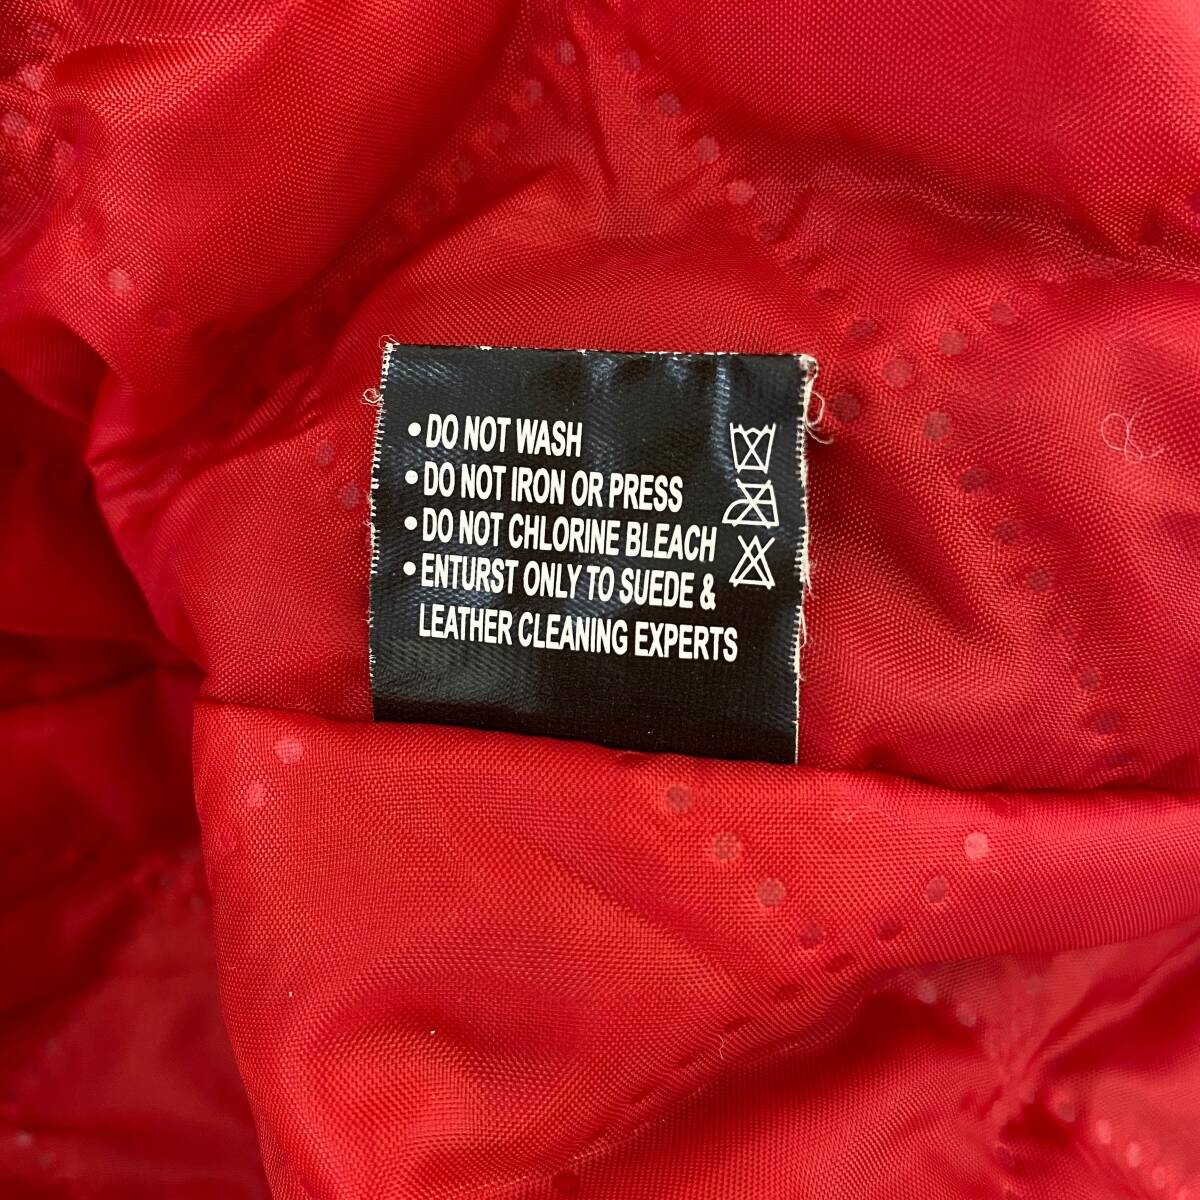 • DO NOT WASH
• DO NOT IRON OR PRESS
• DO NOT CHLORINE BLEACH
• ENTURST ONLY TO SUEDE &
LEATHER CLEANING EXPERTS